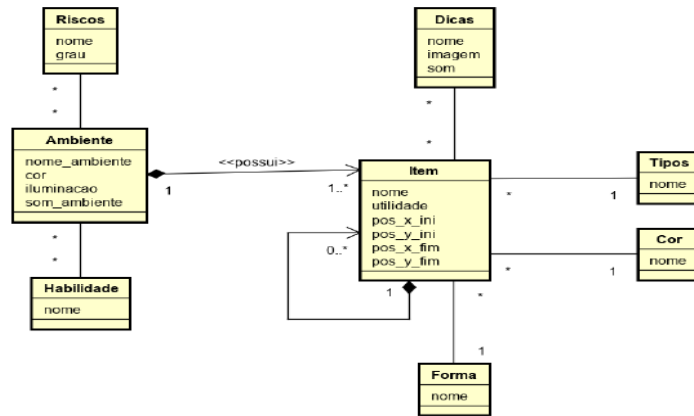 Riscos
nome
grau
*
*
Ambiente
nome_ambiente
cor
iluminacao
som_ambiente
*
*
Habilidade
nome
<<possui>>
1
1..*
Dicas
nome
imagem
som
*
*
Item
nome
utilidade
pos_x_ini
pos_y_ini
pos_x_fim
pos_y_fim
0..*
1
*
1
Tipos
nome
*
1
Cor
nome
*
1
Forma
nome